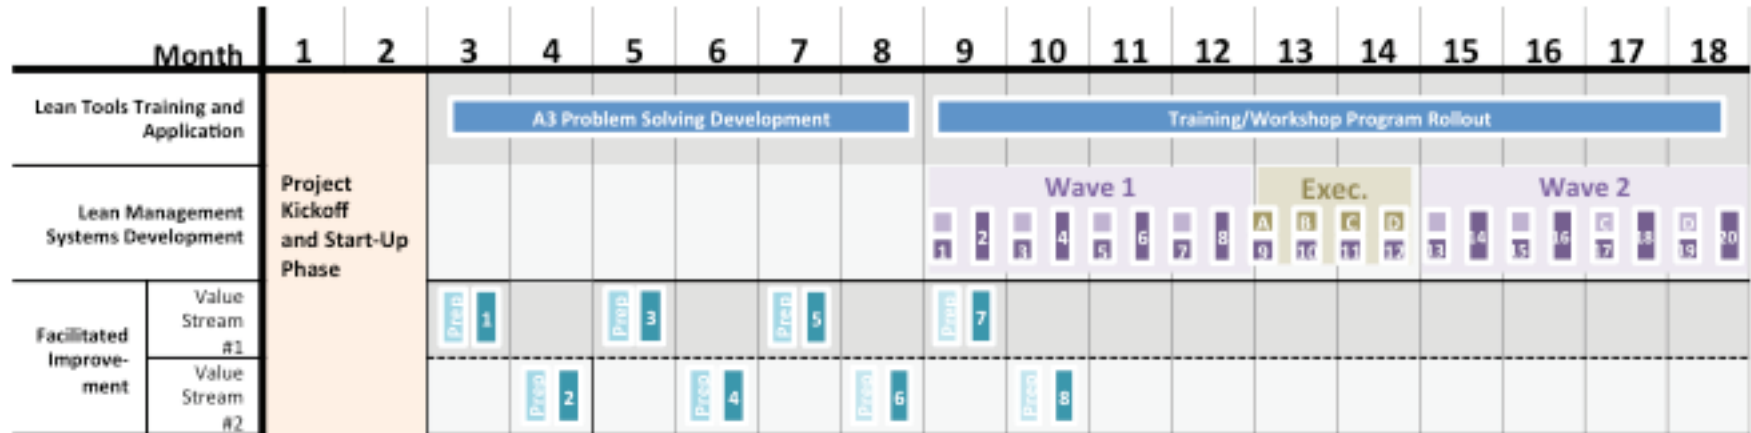 Month 1 2 3 4 5 6 7 8 9 10 11 12 13 14 15 16 17 18
Lean Tools Training and
Application
A3 Problem Solving Development
Training/Workshop Program Rollout
Project
Kickoff
and Start-Up
Phase
Lean Management
Systems Development
Wave 1
Exec.
Wave 2
A B C D C D
1 2 3 4 5 6 7 8 9 10 11 12 13 14 15 16 17 18 19 20
Facilitated
Improve-
ment
Value
Stream
#1
Prep 1 Prep 3 Prep 5 Prep 7
Value
Stream
#2
Prep 2 Prep 4 Prep 6 Prep 8